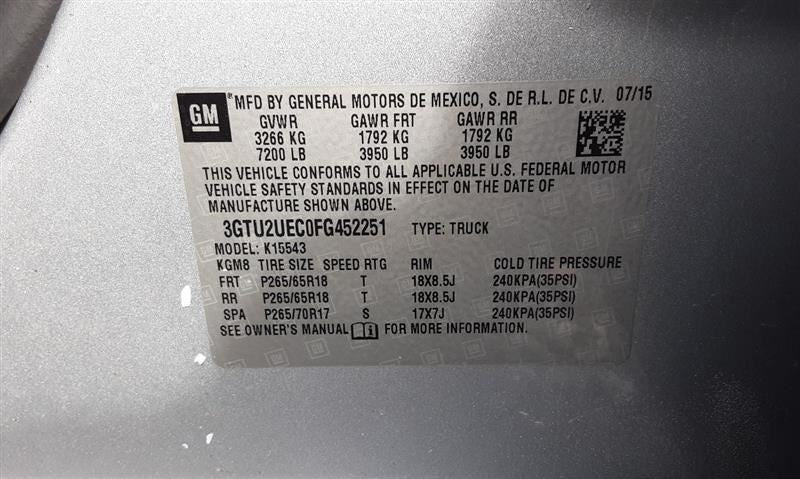 GM MFD BY GENERAL MOTORS DE MEXICO, S. DE R.L. DE C.V. 07/15
GVWR GAWR FRT GAWR RR
3266 KG 1792 KG 1792 KG
7200 LB 3950 LB 3950 LB
THIS VEHICLE CONFORMS TO ALL APPLICABLE U.S. FEDERAL MOTOR
VEHICLE SAFETY STANDARDS IN EFFECT ON THE DATE OF
MANUFACTURE SHOWN ABOVE.
3GTU2UEC0FG452251 TYPE: TRUCK
MODEL: K15543
KGM8 TIRE SIZE SPEED RTG RIM COLD TIRE PRESSURE
FRT P265/65R18 T 18X8.5J 240KPA(35PSI)
RR P265/65R18 T 18X8.5J 240KPA(35PSI)
SPA P265/70R17 S 17X7J 240KPA(35PSI)
SEE OWNER'S MANUAL FOR MORE INFORMATION.